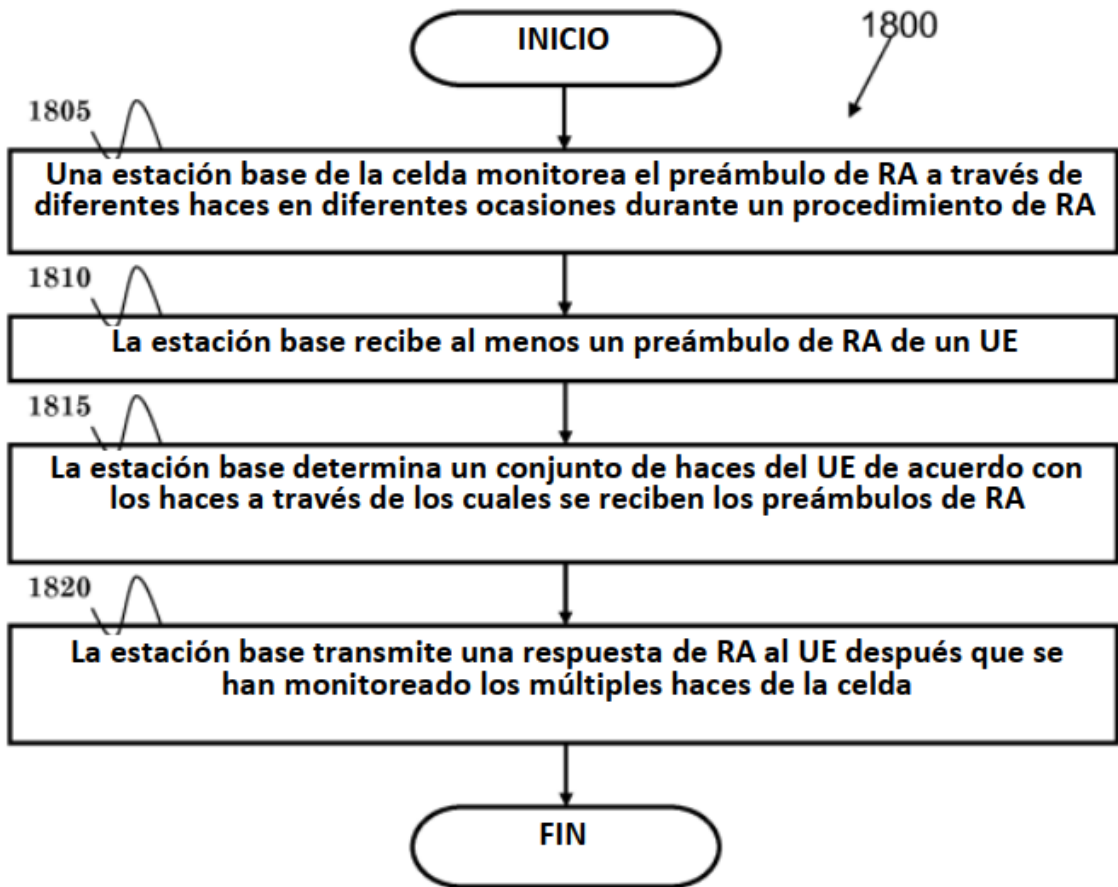 INICIO
1800
1805
Una estación base de la celda monitorea el preámbulo de RA a través de
diferentes haces en diferentes ocasiones durante un procedimiento de RA
1810
La estación base recibe al menos un preámbulo de RA de un UE
1815
La estación base determina un conjunto de haces del UE de acuerdo con
los haces a través de los cuales se reciben los preámbulos de RA
1820
La estación base transmite una respuesta de RA al UE después que se
han monitoreado los múltiples haces de la celda
FIN